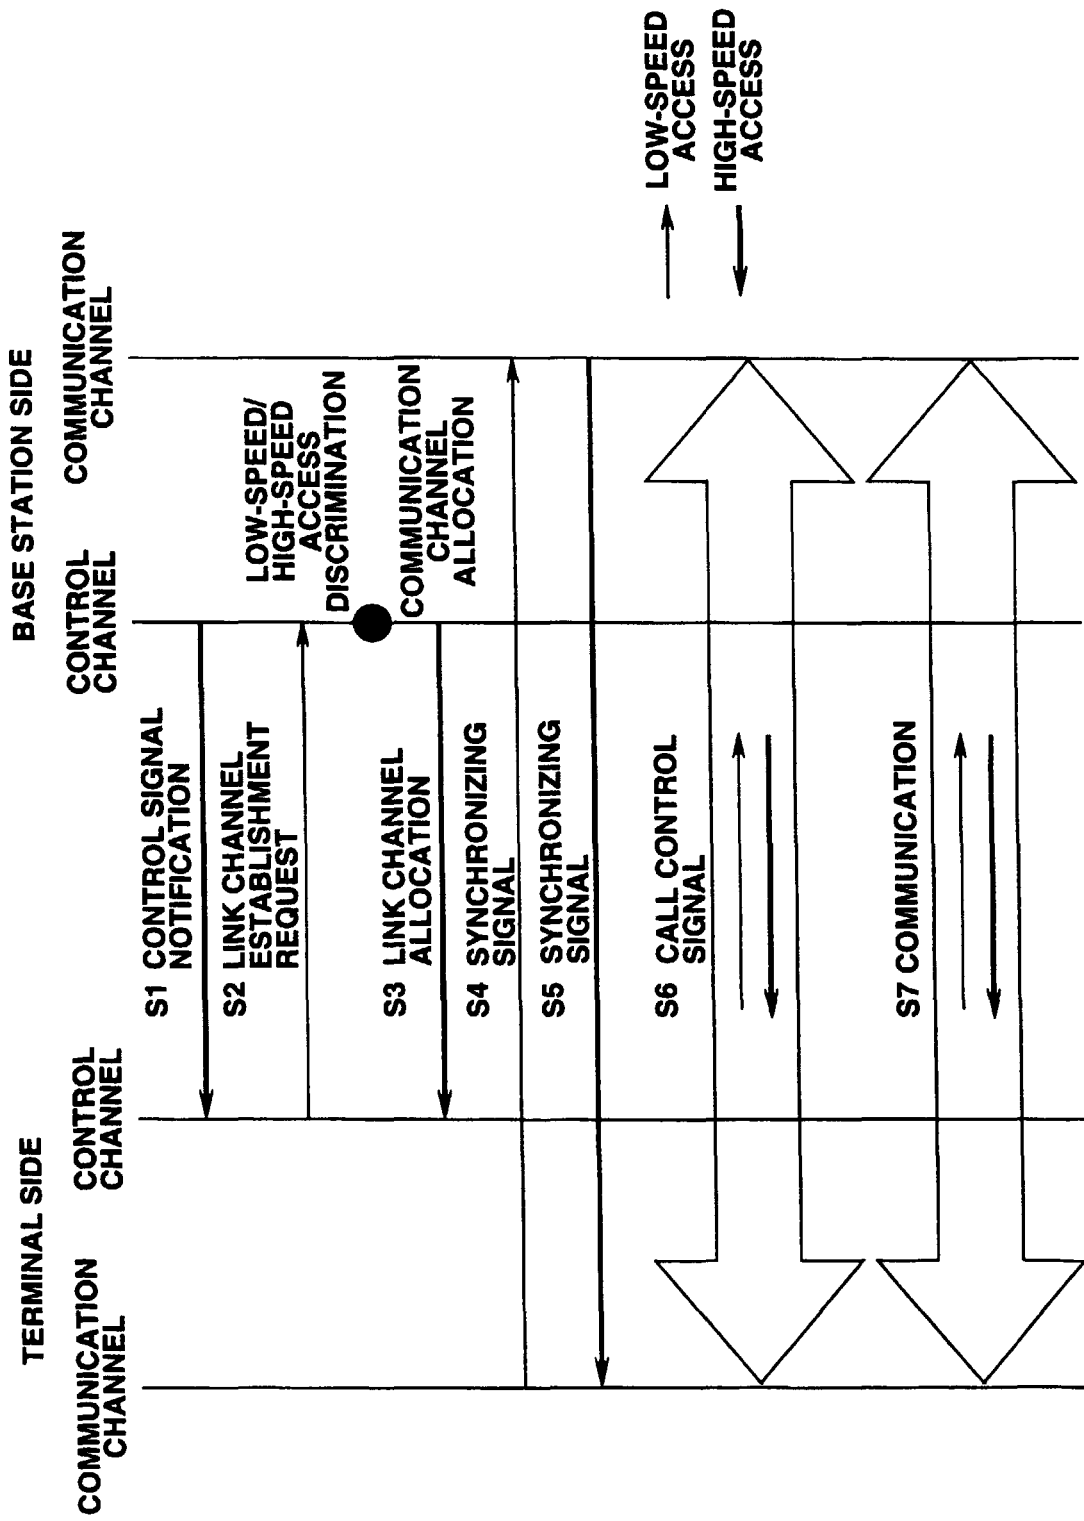 TERMINAL SIDE
BASE STATION SIDE
COMMUNICATION
CHANNEL
CONTROL
CHANNEL
CONTROL
CHANNEL
COMMUNICATION
CHANNEL
S1 CONTROL SIGNAL
NOTIFICATION
S2 LINK CHANNEL
ESTABLISHMENT
REQUEST
LOW-SPEED/
HIGH-SPEED
ACCESS
DISCRIMINATION
S3 LINK CHANNEL
ALLOCATION
COMMUNICATION
CHANNEL
ALLOCATION
S4 SYNCHRONIZING
SIGNAL
S5 SYNCHRONIZING
SIGNAL
S6 CALL CONTROL
SIGNAL
S7 COMMUNICATION
LOW-SPEED
ACCESS
HIGH-SPEED
ACCESS